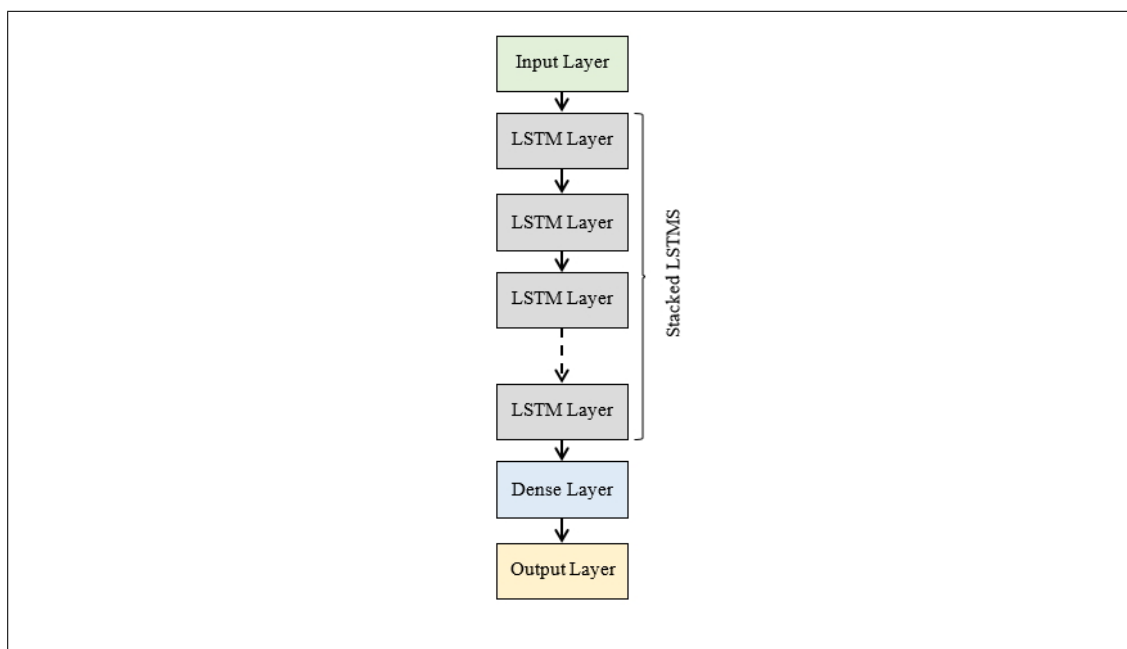 Input Layer
LSTM Layer
LSTM Layer
LSTM Layer
LSTM Layer
Stacked LSTMS
Dense Layer
Output Layer